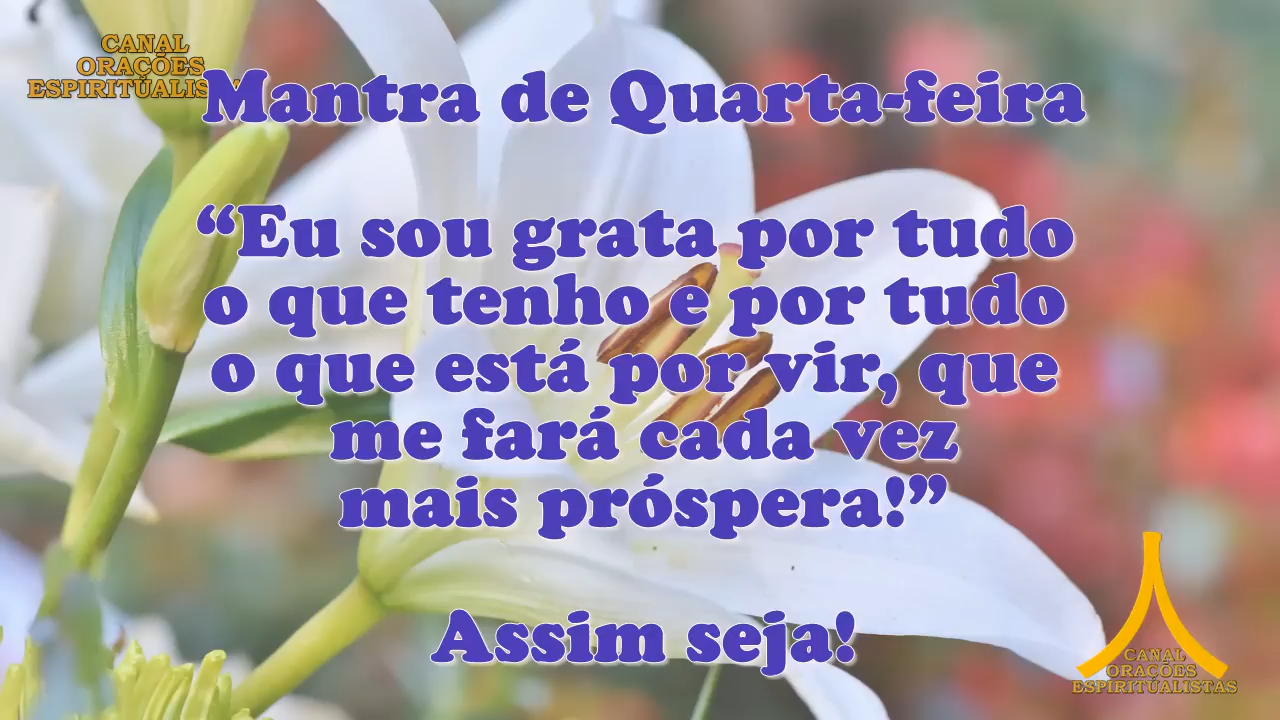 CANAL
ORAÇÕES
ESPIRITUALIS
Mantra de Quarta-feira
“Eu sou grata por tudo
o que tenho e por tudo
o que está por vir, que
me fará cada vez
mais próspera!”
Assim seja!
CANAL
ORAÇÕES
ESPIRITUALISTAS